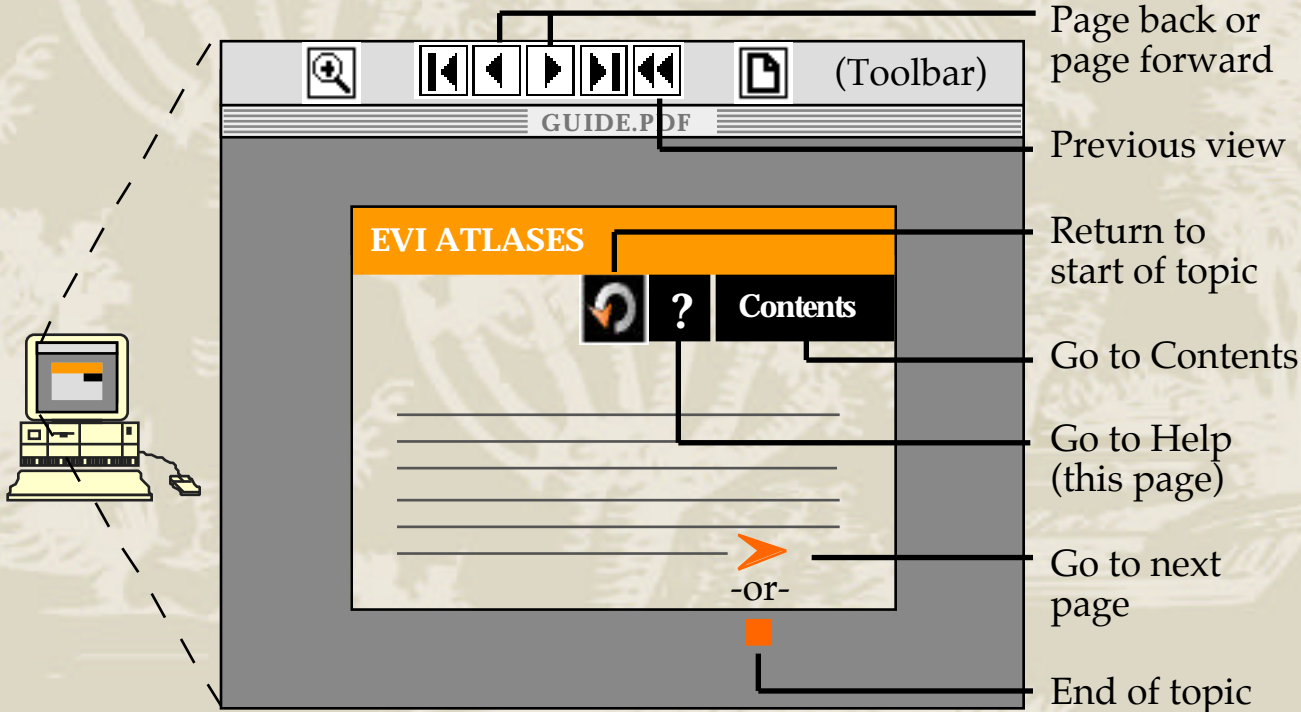 Page back or
page forward
(Toolbar)
GUIDE.PDF
Previous view
EVI ATLASES
Return to
start of topic
? Contents
Go to Contents
Go to Help
(this page)
Go to next
page
-or-
End of topic